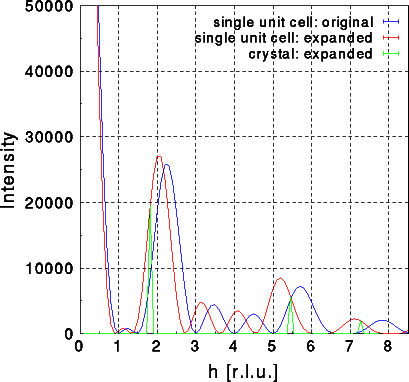 50000
40000
30000
20000
10000
0
Intensity
single unit cell: original
single unit cell: expanded
crystal: expanded
0 1 2 3 4 5 6 7 8
h [r.l.u.]